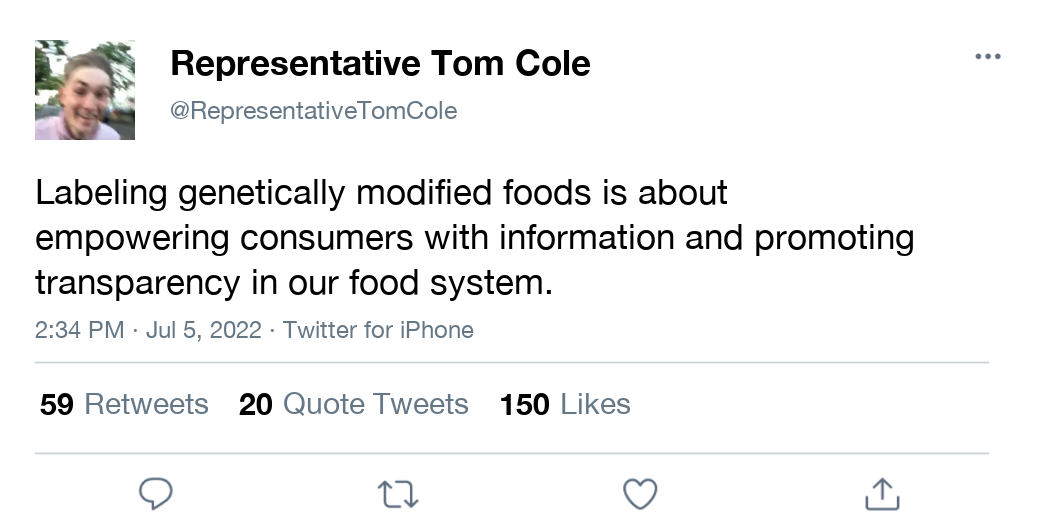 Representative Tom Cole
@RepresentativeTomCole
Labeling genetically modified foods is about
empowering consumers with information and promoting
transparency in our food system.
2:34 PM · Jul 5, 2022 · Twitter for iPhone
59 Retweets 20 Quote Tweets 150 Likes